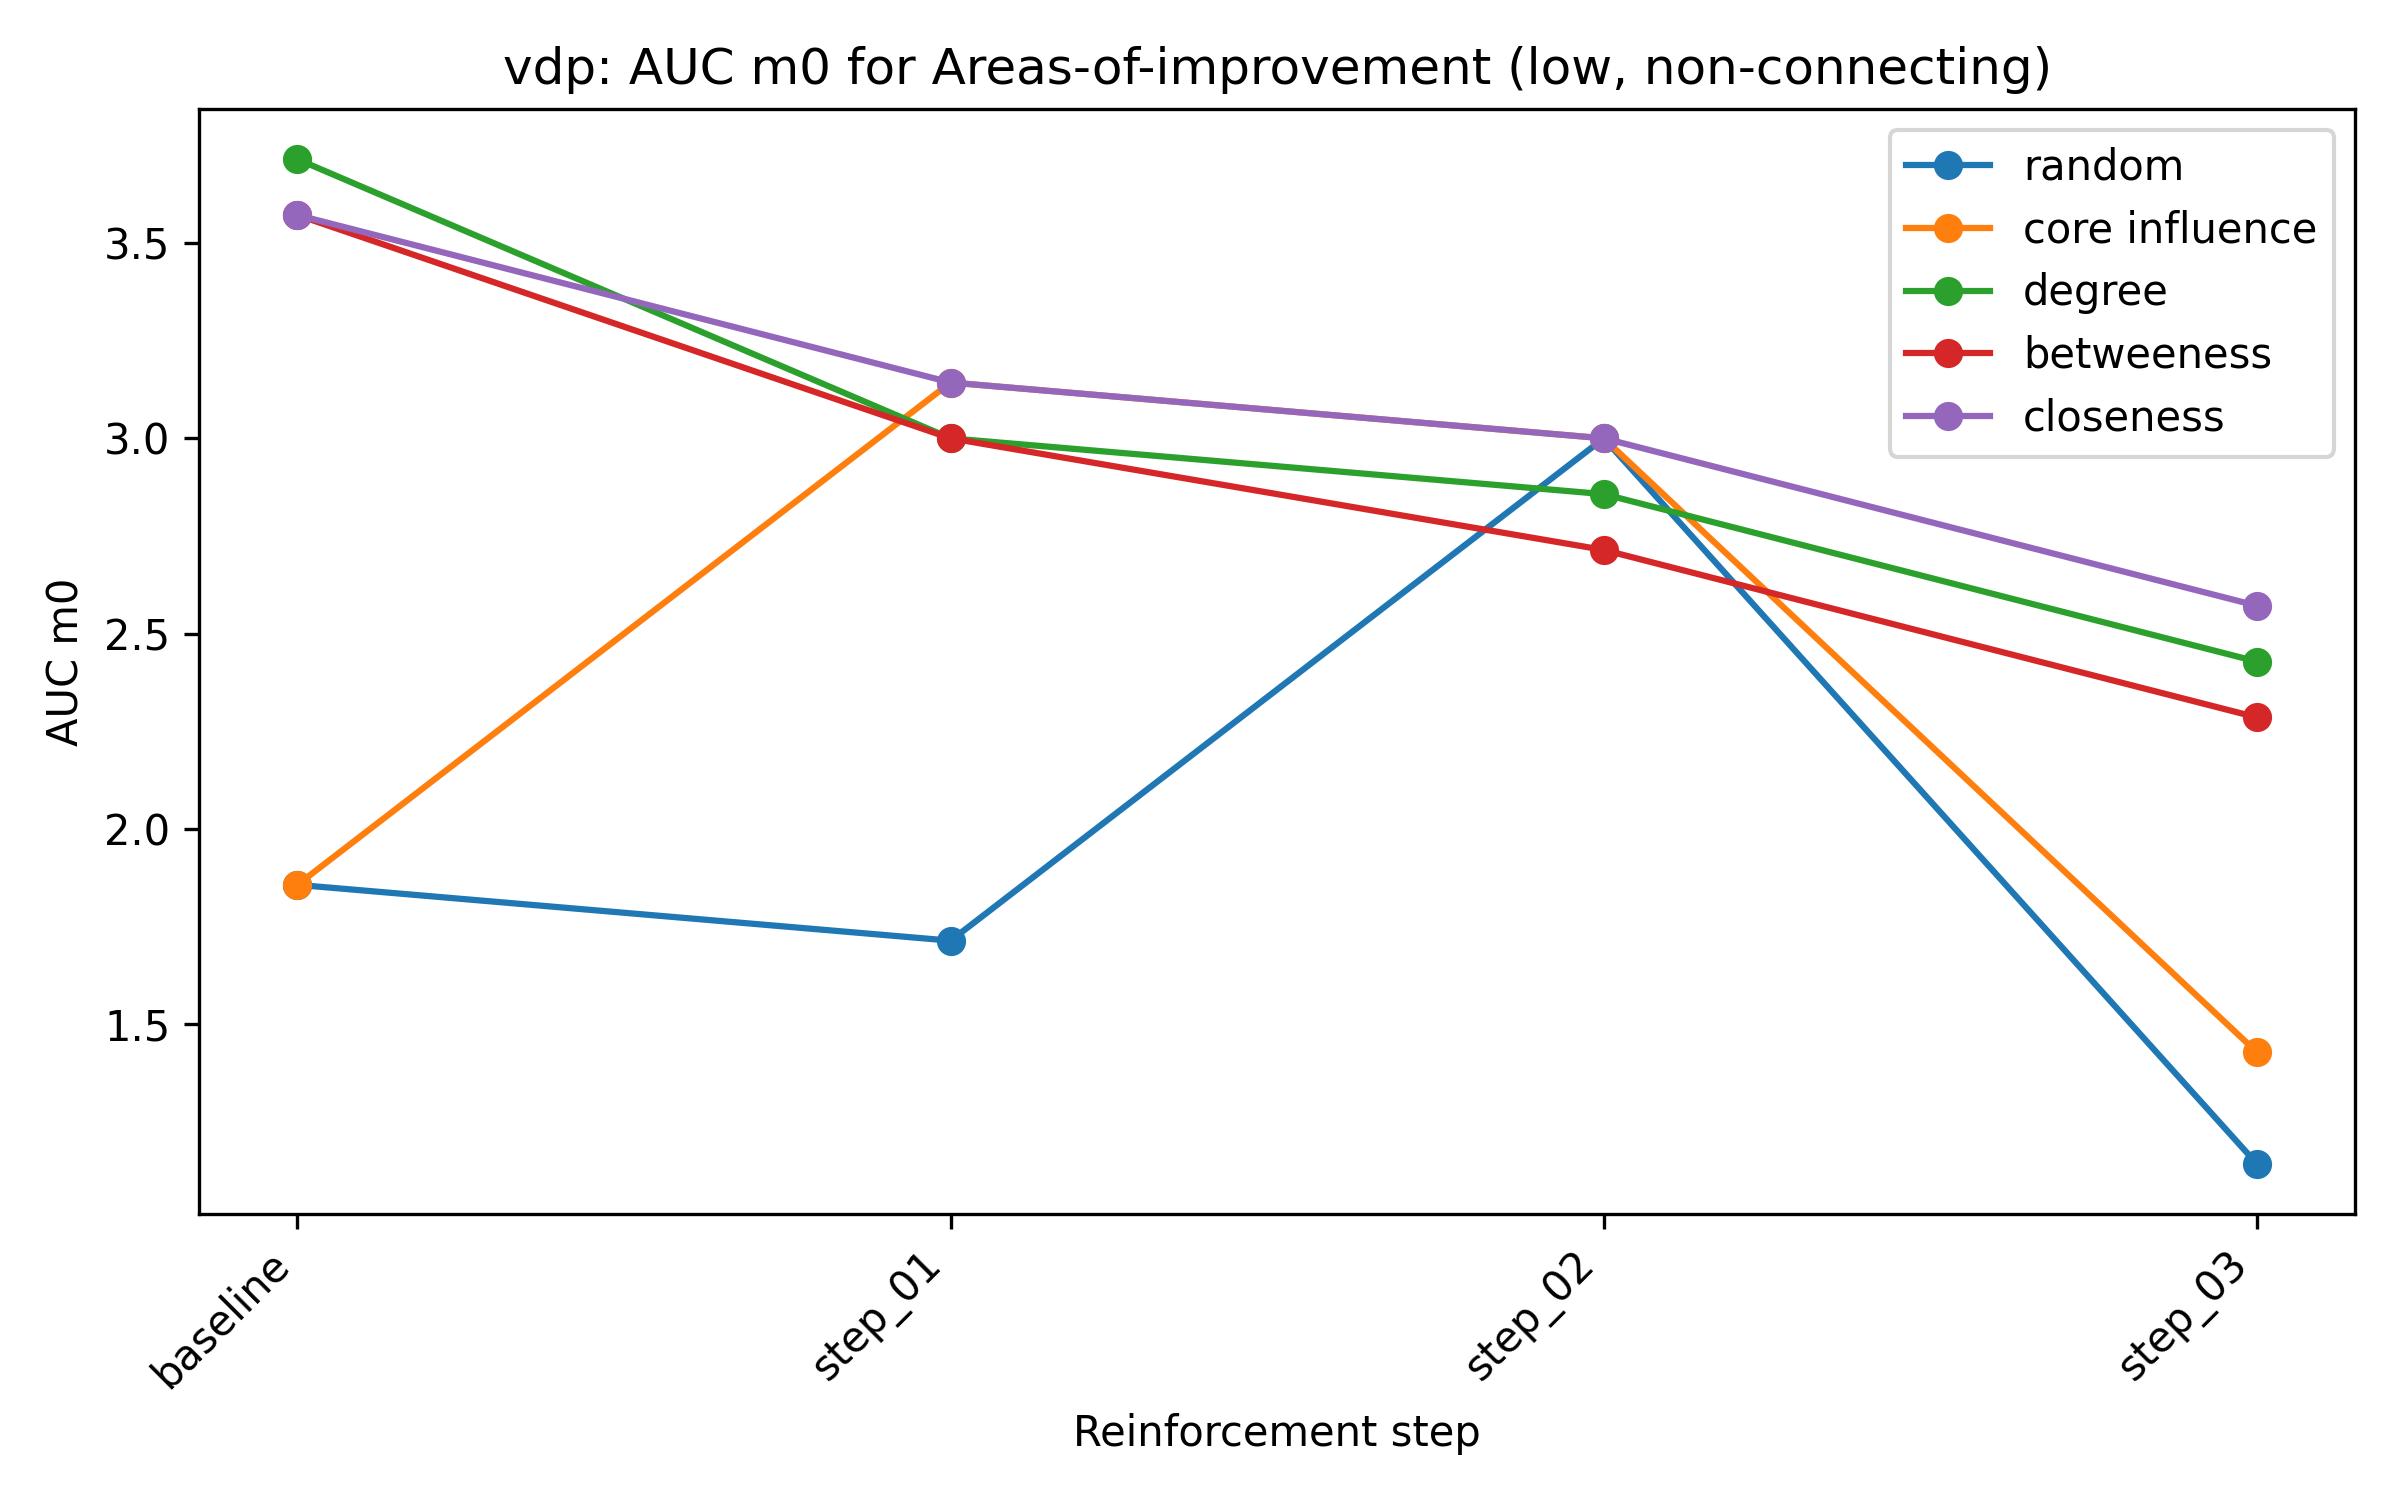 vdp: AUC m0 for Areas-of-improvement (low, non-connecting)
random
core influence
degree
betweeness
closeness
AUC m0
3.5
3.0
2.5
2.0
1.5
baseline
step_01
step_02
step_03
Reinforcement step